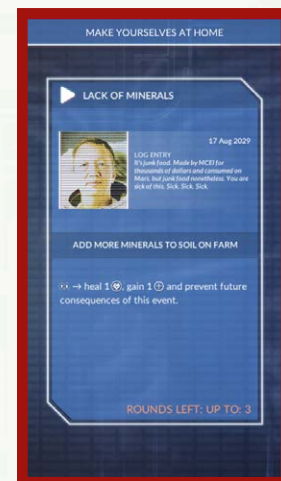 MAKE YOURSELVES AT HOME
LACK OF MINERALS
17 Aug 2029
LOG ENTRY
It's junk food. Made by MCEI for
thousands of dollars and consumed on
Mars, but junk food nonetheless. You are
sick of this. Sick. Sick. Sick.
ADD MORE MINERALS TO SOIL ON FARM
→ heal 1, gain 1 and prevent future
consequences of this event.
ROUNDS LEFT: UP TO: 3